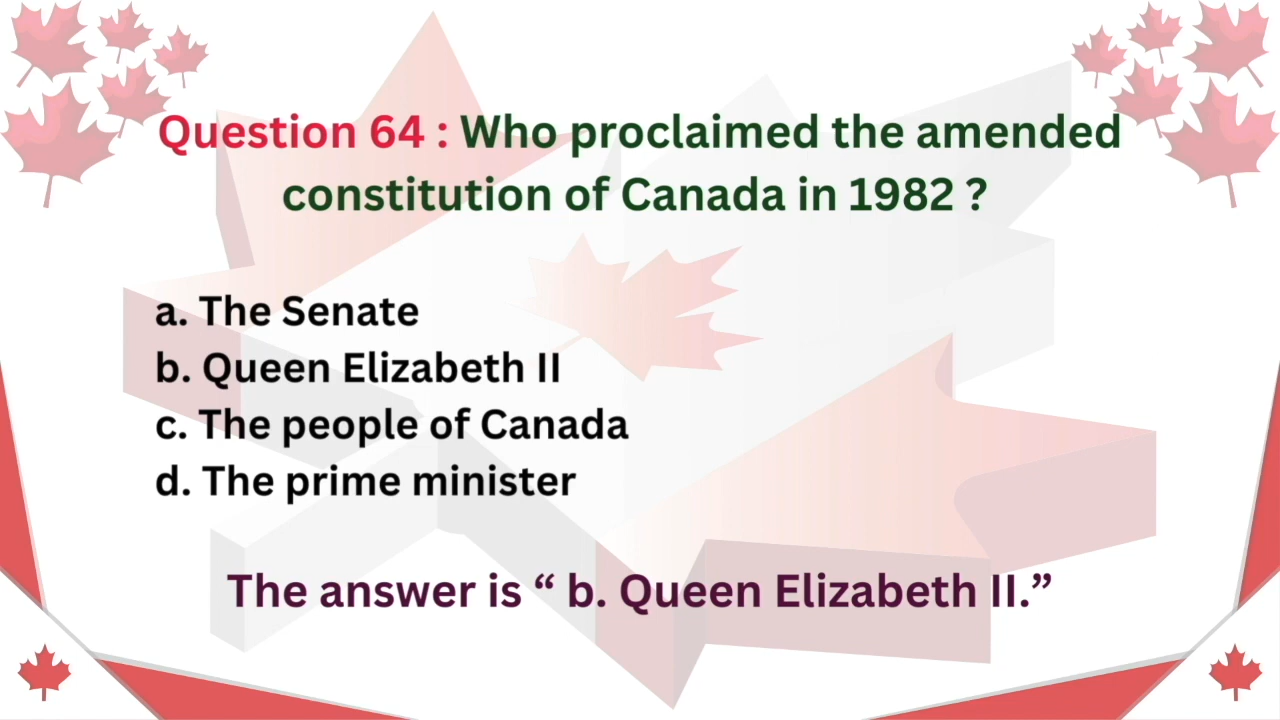 Question 64 : Who proclaimed the amended
constitution of Canada in 1982 ?
a. The Senate
b. Queen Elizabeth II
c. The people of Canada
d. The prime minister
The answer is “ b. Queen Elizabeth II.”